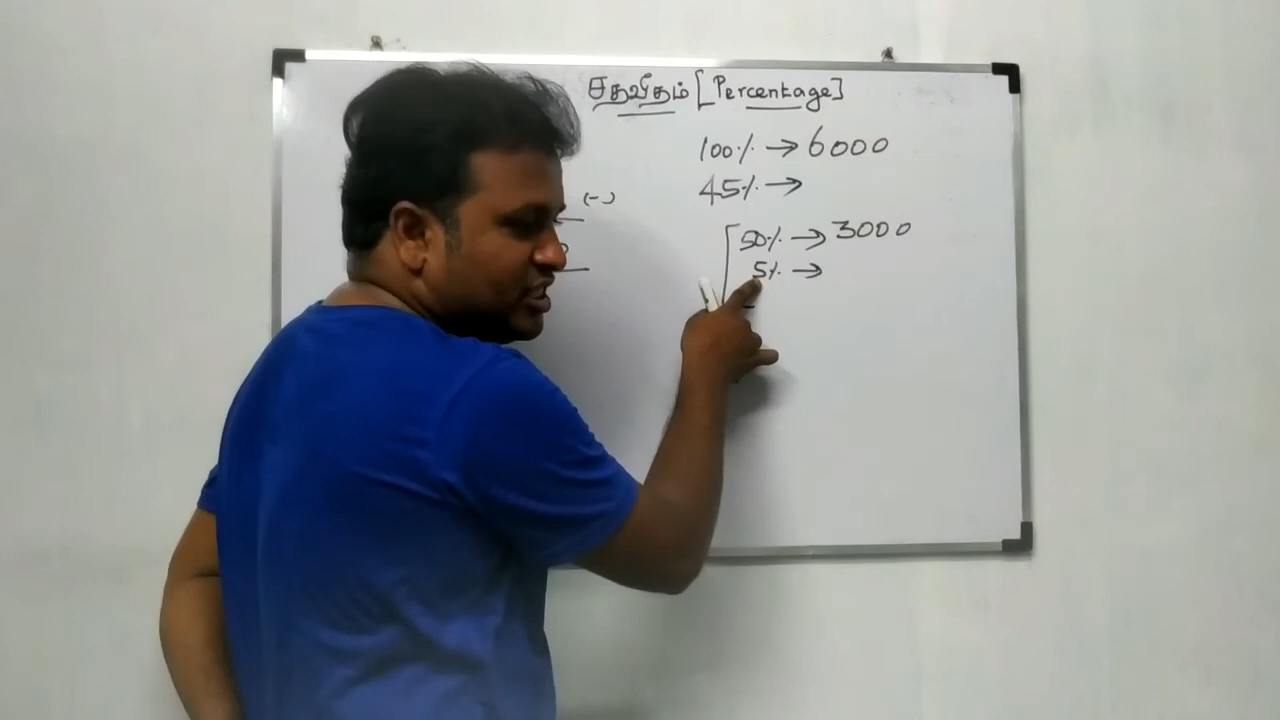 சதவீதம் [Percentage]
100% → 6000
45% →
50% → 3000
5% →
(-)